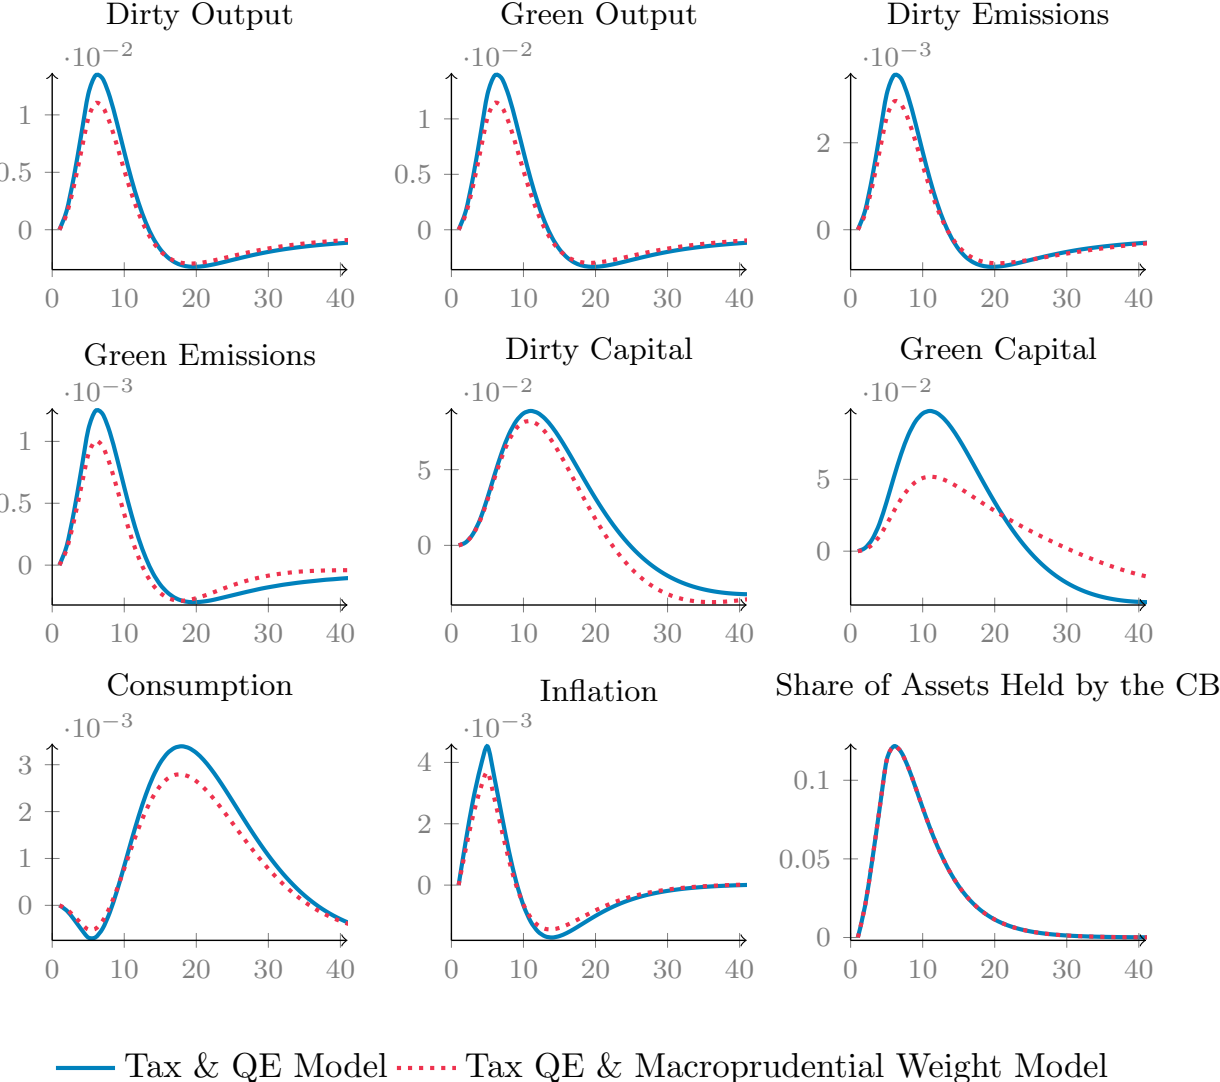 Dirty Output
Green Output
Dirty Emissions
·10−2
·10−2
·10−3
1
0.5
0
0 10 20 30 40
1
0.5
0
0 10 20 30 40
2
0
0 10 20 30 40
Green Emissions
Dirty Capital
Green Capital
·10−3
·10−2
·10−2
1
0.5
0
0 10 20 30 40
5
0
0 10 20 30 40
5
0
0 10 20 30 40
Consumption
Inflation
Share of Assets Held by the CB
·10−3
·10−3
3
2
1
0
0 10 20 30 40
4
2
0
0 10 20 30 40
0.1
0.05
0
0 10 20 30 40
Tax & QE Model
Tax QE & Macroprudential Weight Model